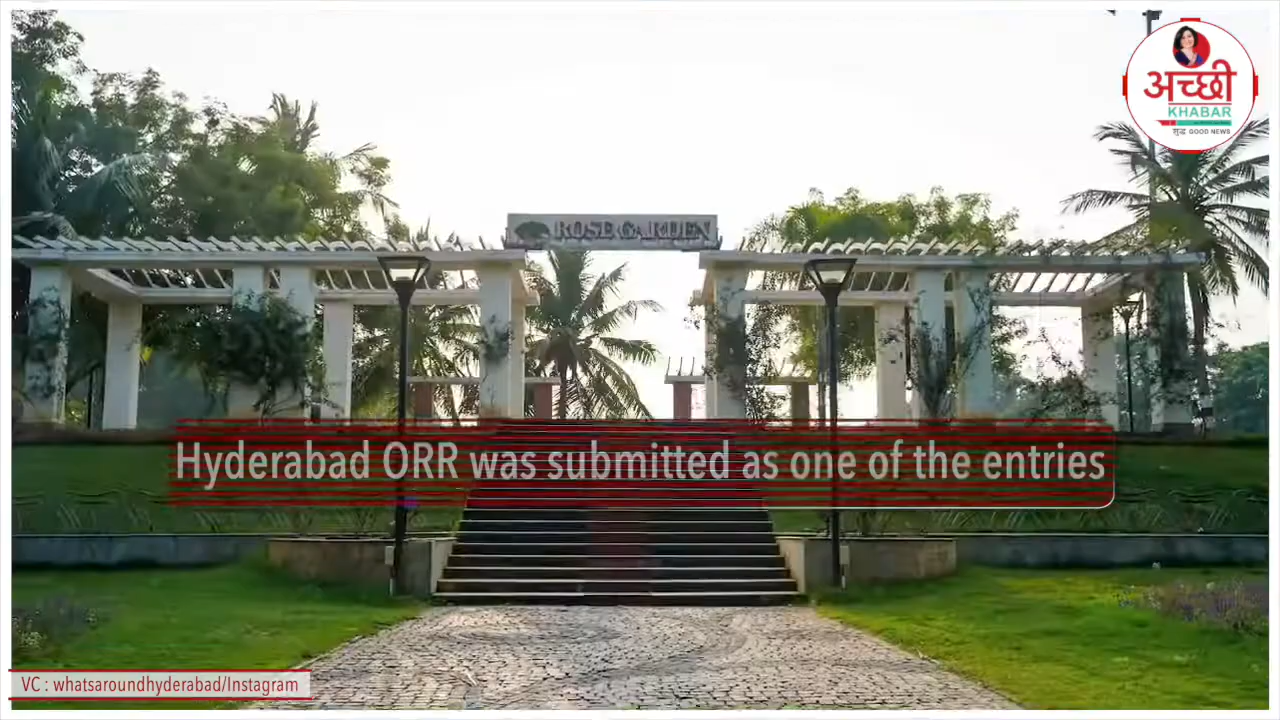 अच्छी
KHABAR
शुद्ध GOOD NEWS
ROSE GARDEN
Hyderabad ORR was submitted as one of the entries
VC : whatsaroundhyderabad/Instagram